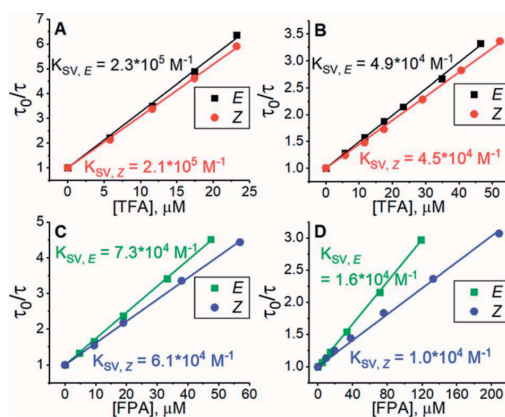 A
K_SV, E = 2.3*10^5 M^-1
E
Z
K_SV, Z = 2.1*10^5 M^-1
τ0/τ
7
6
5
4
3
2
1
0 5 10 15 20 25
[TFA], μM
B
K_SV, E = 4.9*10^4 M^-1
E
Z
K_SV, Z = 4.5*10^4 M^-1
τ0/τ
3.5
3.0
2.5
2.0
1.5
1.0
0 10 20 30 40 50
[TFA], μM
C
K_SV, E = 7.3*10^4 M^-1
E
Z
K_SV, Z = 6.1*10^4 M^-1
τ0/τ
5
4
3
2
1
0
0 10 20 30 40 50 60
[FPA], μM
D
K_SV, E
= 1.6*10^4 M^-1
E
Z
K_SV, Z = 1.0*10^4 M^-1
τ0/τ
3.0
2.5
2.0
1.5
1.0
0 40 80 120 160 200
[FPA], μM